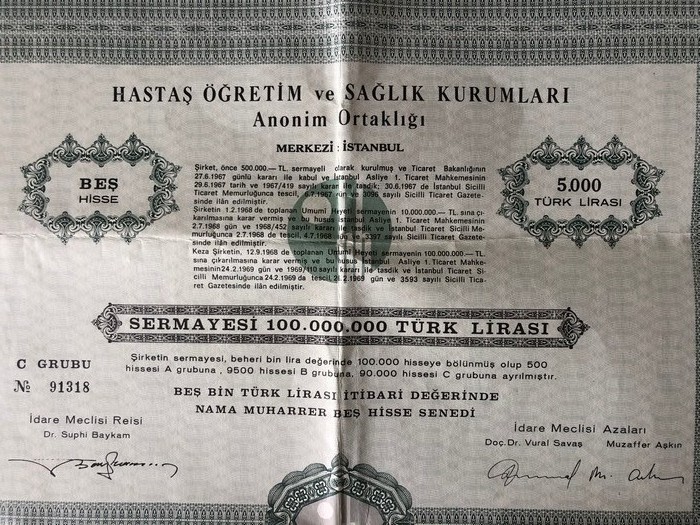 HASTAŞ ÖĞRETİM ve SAĞLIK KURUMLARI
Anonim Ortaklığı
MERKEZİ : İSTANBUL
BEŞ
HİSSE
Şirket, önce 500.000.— TL. sermayeli olarak kurulmuş ve Ticaret Bakanlığının
27.6.1967 günlü kararı ile kabul ve İstanbul Asliye 1. Ticaret Mahkemesinin
29.6.1967 tarih ve 1967/419 sayılı kararı ile tasdik; 30.6.1967 de İstanbul Sicilli
Ticaret Memurluğunca tescil, 4.7.1967 gün 3096 sayılı Sicilli Ticaret Gazete-
sinde ilân edilmiştir.
Şirketin 1.2.1968 de toplanan Umumî Heyeti sermayenin 10.000.000.— TL. sına çı-
karılmasına karar vermiş ve bu husus İstanbul Asliye 1. Ticaret Mahkemesinin
2.7.1968 gün ve 1968/452 sayılı kararı ile tasdik ve İstanbul Ticaret Sicilli Me-
murluğunca 2.7.1968 de tescil, 4.7.1968 gün ve 3397 sayılı Sicilli Ticaret Gazete-
sinde ilân edilmiştir.
Keza Şirketin, 12.9.1968 de toplanan Umumî Heyeti sermayenin 100.000.000.— TL.
sına çıkarılmasına karar vermiş ve bu husus İstanbul Asliye 1. Ticaret Mahke-
mesinin 24.2.1969 gün ve 1969/110 sayılı kararı ile tasdik ve İstanbul Ticaret Si-
cilli Memurluğunca 24.2.1969 da tescil, 2.1969 gün ve 3593 sayılı Sicilli Tica-
ret Gazetesinde ilân edilmiştir.
5.000
TÜRK LİRASI
SERMAYESİ 100.000.000 TÜRK LİRASI
C GRUBU
№ 91318
Şirketin sermayesi, beheri bin lira değerinde 100.000 hisseye bölünmüş olup 500
hissesi A grubuna , 9500 hissesi B grubuna, 90.000 hissesi C grubuna ayrılmıştır.
BEŞ BİN TÜRK LİRASI İTİBARİ DEĞERİNDE
NAMA MUHARRER BEŞ HİSSE SENEDİ
İdare Meclisi Reisi
Dr. Suphi Baykam
İdare Meclisi Azaları
Doç.Dr. Vural Savaş Muzaffer Aşkın